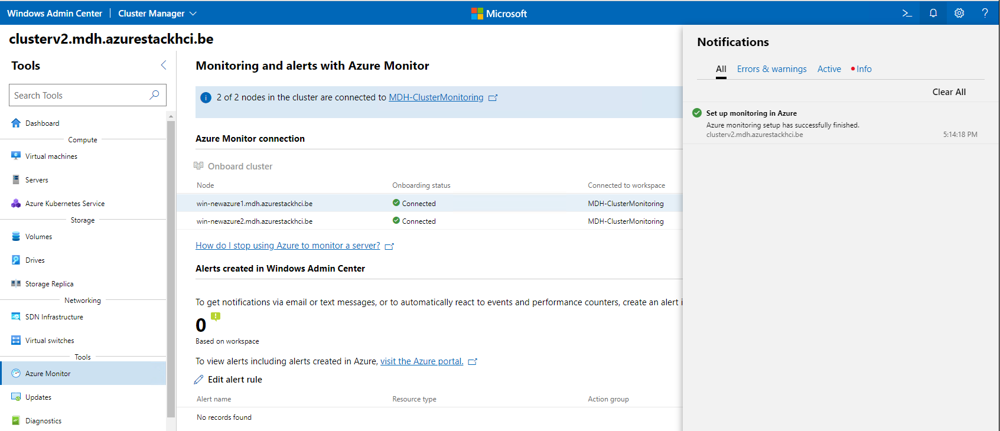 Windows Admin Center
Cluster Manager
Microsoft
clusterv2.mdh.azurestackhci.be
Tools
Search Tools
Dashboard
Compute
Virtual machines
Servers
Azure Kubernetes Service
Storage
Volumes
Drives
Storage Replica
Networking
SDN Infrastructure
Virtual switches
Tools
Azure Monitor
Updates
Diagnostics
Monitoring and alerts with Azure Monitor
2 of 2 nodes in the cluster are connected to MDH-ClusterMonitoring
Azure Monitor connection
Onboard cluster
Node Onboarding status Connected to workspace
win-newazure1.mdh.azurestackhci.be Connected MDH-ClusterMonitoring
win-newazure2.mdh.azurestackhci.be Connected MDH-ClusterMonitoring
How do I stop using Azure to monitor a server?
Alerts created in Windows Admin Center
To get notifications via email or text messages, or to automatically react to events and performance counters, create an alert i
0
Based on workspace
To view alerts including alerts created in Azure, visit the Azure portal.
Edit alert rule
Alert name Resource type Action group
No records found
Notifications
All Errors & warnings Active Info
Clear All
Set up monitoring in Azure
Azure monitoring setup has successfully finished.
clusterv2.mdh.azurestackhci.be 5:14:18 PM